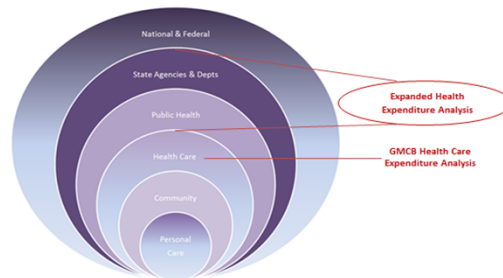 National & Federal
State Agencies & Depts
Public Health
Health Care
Community
Personal
Care
Expanded Health
Expenditure Analysis
GMCB Health Care
Expenditure Analysis